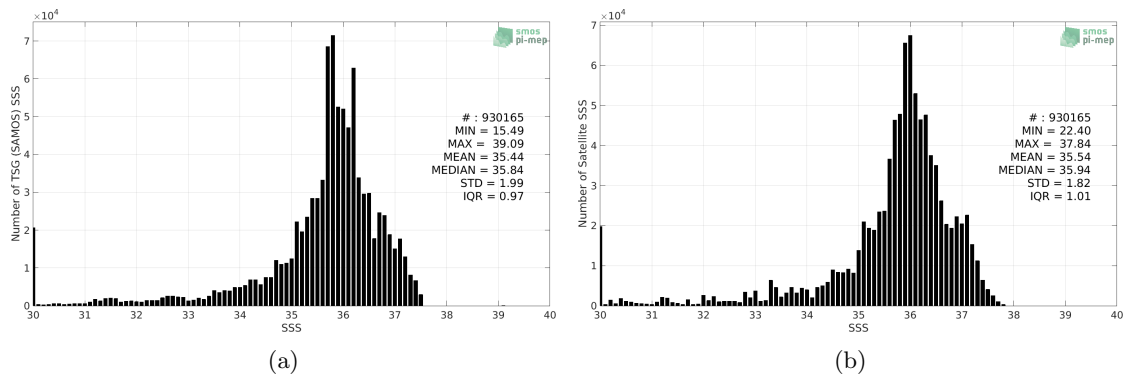 ×10⁴
7
6
5
4
3
2
1
0
Number of TSG (SAMOS) SSS
smos
pi-mep
# : 930165
MIN = 15.49
MAX = 39.09
MEAN = 35.44
MEDIAN = 35.84
STD = 1.99
IQR = 0.97
30 31 32 33 34 35 36 37 38 39 40
SSS
(a)
×10⁴
7
6
5
4
3
2
1
0
Number of Satellite SSS
smos
pi-mep
# : 930165
MIN = 22.40
MAX = 37.84
MEAN = 35.54
MEDIAN = 35.94
STD = 1.82
IQR = 1.01
30 31 32 33 34 35 36 37 38 39 40
SSS
(b)